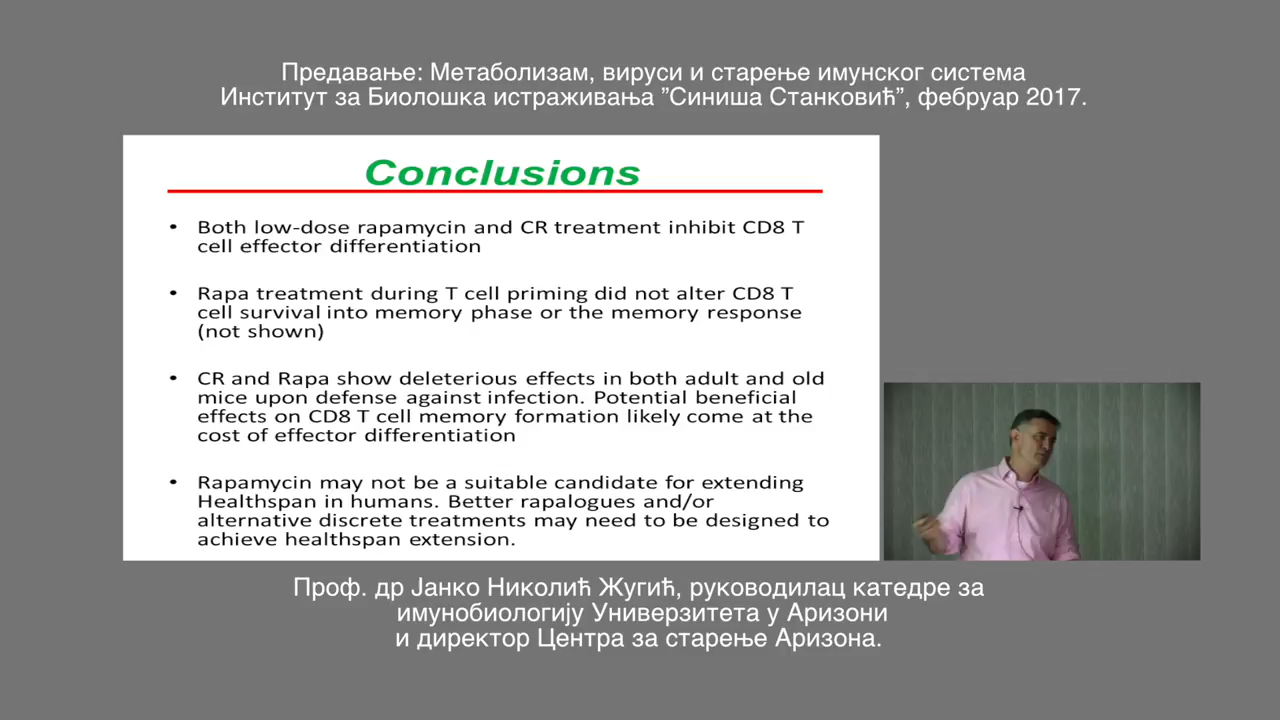 Предавање: Метаболизам, вируси и старење имунског система
Институт за Биолошка истраживања ”Синиша Станковић”, фебруар 2017.
Conclusions
• Both low-dose rapamycin and CR treatment inhibit CD8 T
cell effector differentiation
• Rapa treatment during T cell priming did not alter CD8 T
cell survival into memory phase or the memory response
(not shown)
• CR and Rapa show deleterious effects in both adult and old
mice upon defense against infection. Potential beneficial
effects on CD8 T cell memory formation likely come at the
cost of effector differentiation
• Rapamycin may not be a suitable candidate for extending
Healthspan in humans. Better rapalogues and/or
alternative discrete treatments may need to be designed to
achieve healthspan extension.
Проф. др Јанко Николић Жугић, руководилац катедре за
имунобиологију Универзитета у Аризони
и директор Центра за старење Аризона.